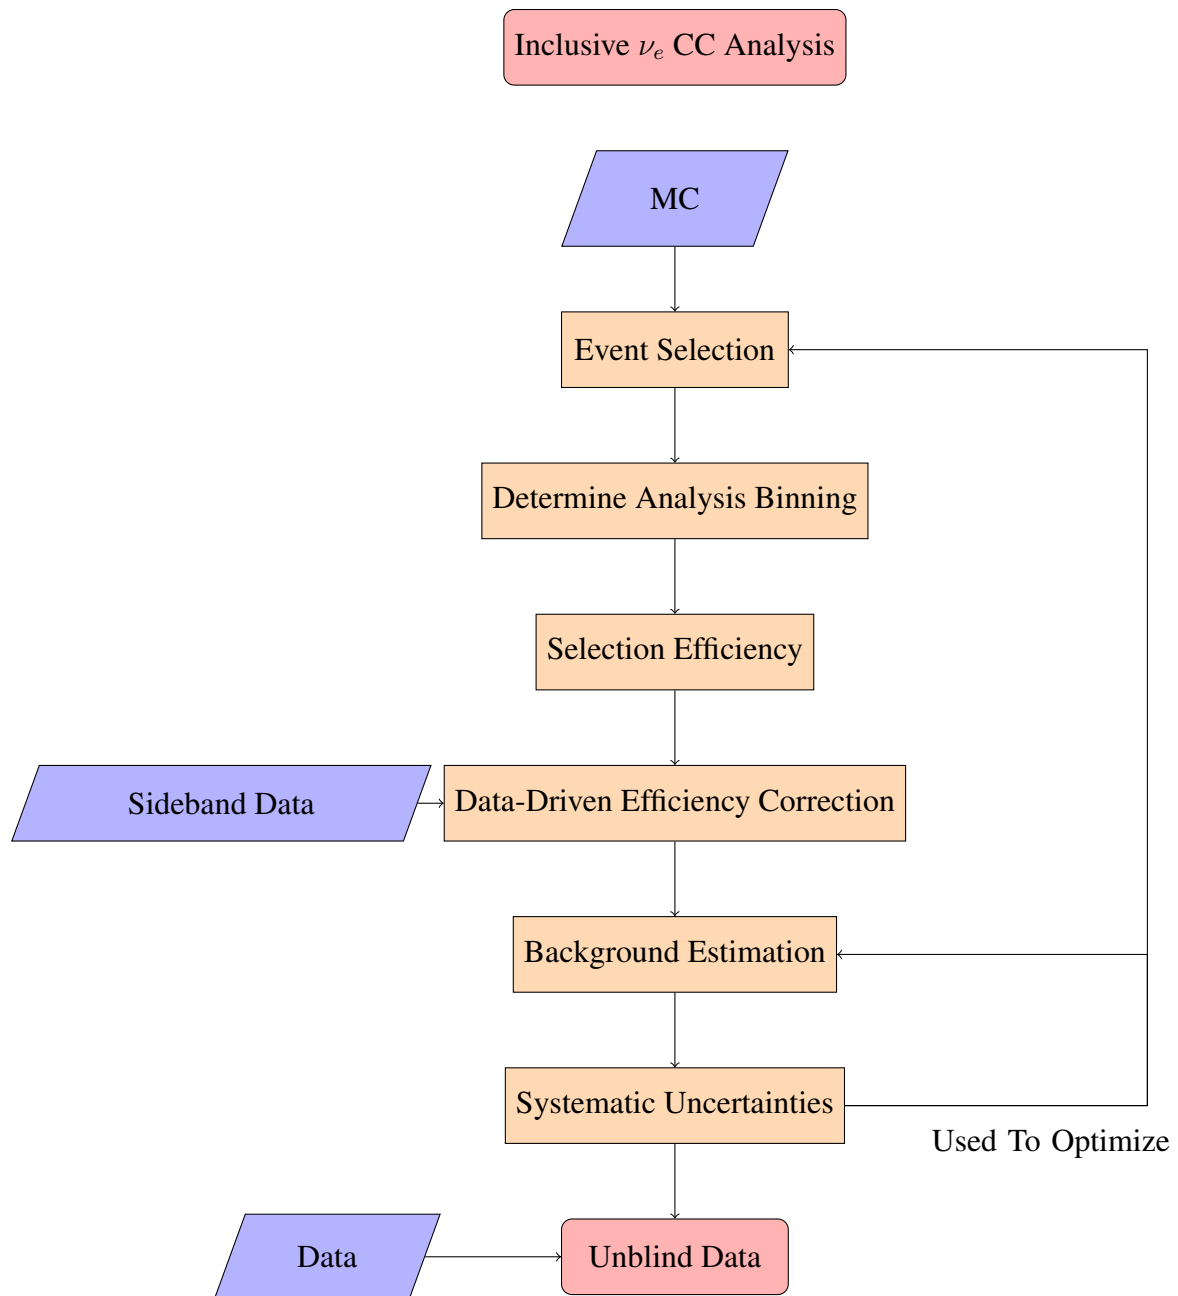 Inclusive νₑ CC Analysis
MC
Event Selection
Determine Analysis Binning
Selection Efficiency
Sideband Data
Data-Driven Efficiency Correction
Background Estimation
Systematic Uncertainties
Used To Optimize
Data
Unblind Data